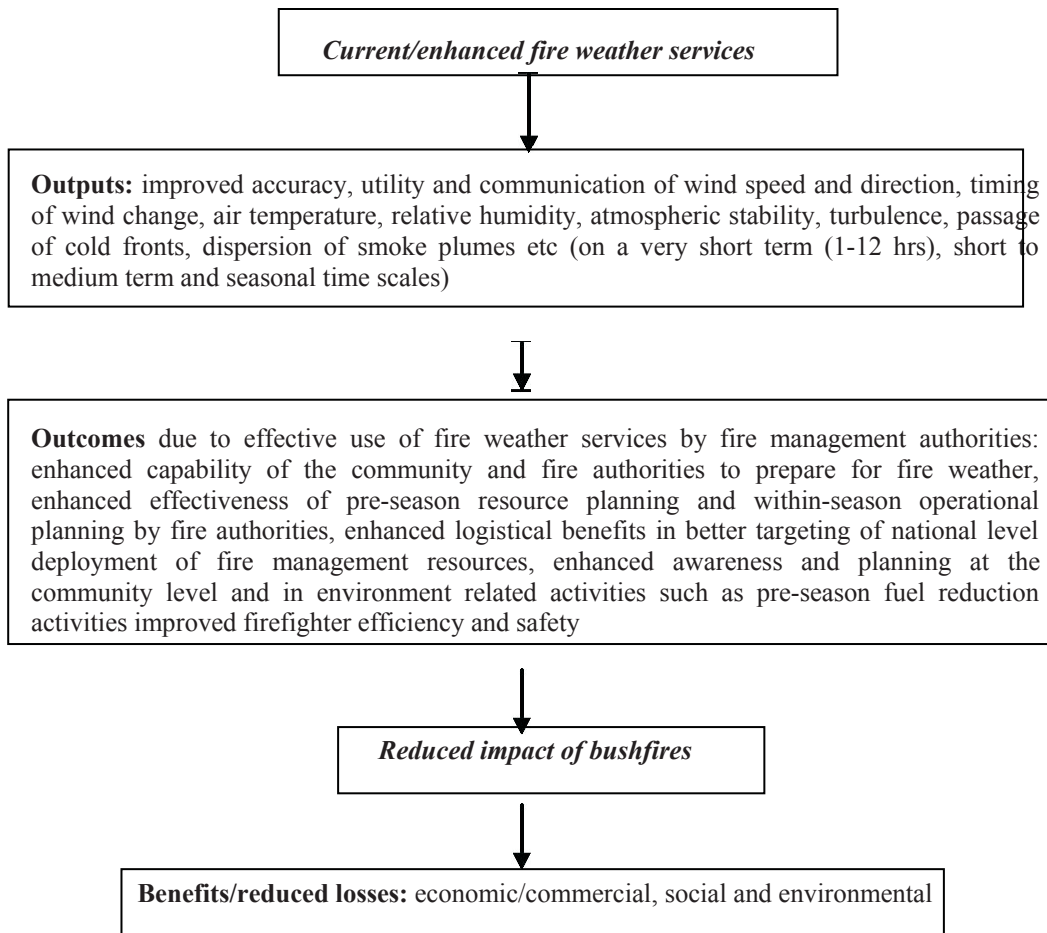 Current/enhanced fire weather services
Outputs: improved accuracy, utility and communication of wind speed and direction, timing
of wind change, air temperature, relative humidity, atmospheric stability, turbulence, passage
of cold fronts, dispersion of smoke plumes etc (on a very short term (1-12 hrs), short to
medium term and seasonal time scales)
Outcomes due to effective use of fire weather services by fire management authorities:
enhanced capability of the community and fire authorities to prepare for fire weather,
enhanced effectiveness of pre-season resource planning and within-season operational
planning by fire authorities, enhanced logistical benefits in better targeting of national level
deployment of fire management resources, enhanced awareness and planning at the
community level and in environment related activities such as pre-season fuel reduction
activities improved firefighter efficiency and safety
Reduced impact of bushfires
Benefits/reduced losses: economic/commercial, social and environmental